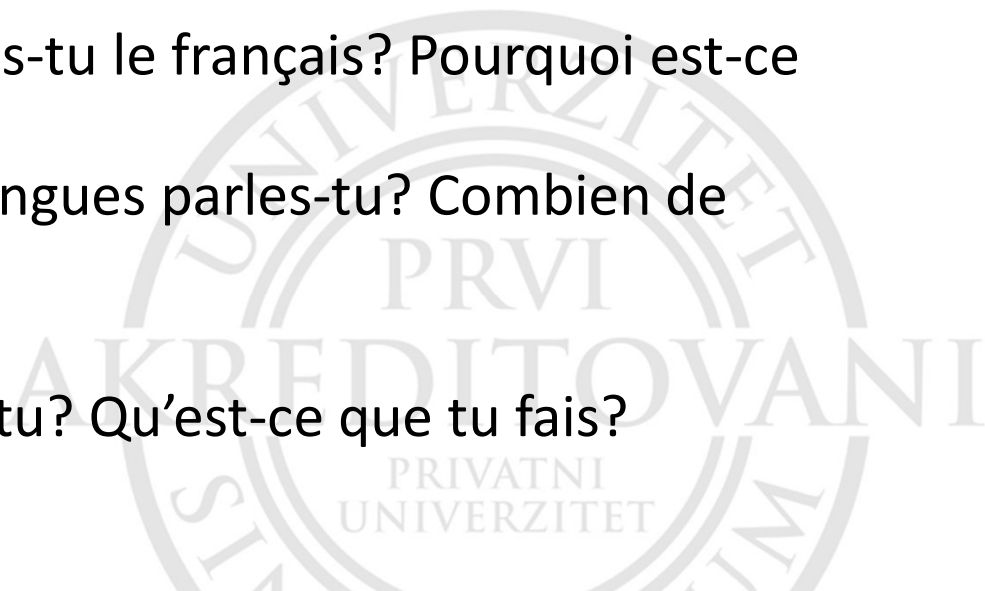 s-tu le français? Pourquoi est-ce
ngues parles-tu? Combien de
tu? Qu’est-ce que tu fais?
UNIVERZITET
PRVI
AKREDITOVANI
PRIVATNI
UNIVERZITET